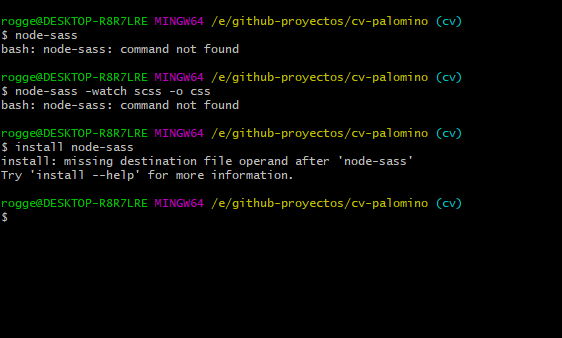 rogge@DESKTOP-R8R7LRE MINGW64 /e/github-proyectos/cv-palomino (cv)
$ node-sass
bash: node-sass: command not found
rogge@DESKTOP-R8R7LRE MINGW64 /e/github-proyectos/cv-palomino (cv)
$ node-sass -watch scss -o css
bash: node-sass: command not found
rogge@DESKTOP-R8R7LRE MINGW64 /e/github-proyectos/cv-palomino (cv)
$ install node-sass
install: missing destination file operand after 'node-sass'
Try 'install --help' for more information.
rogge@DESKTOP-R8R7LRE MINGW64 /e/github-proyectos/cv-palomino (cv)
$